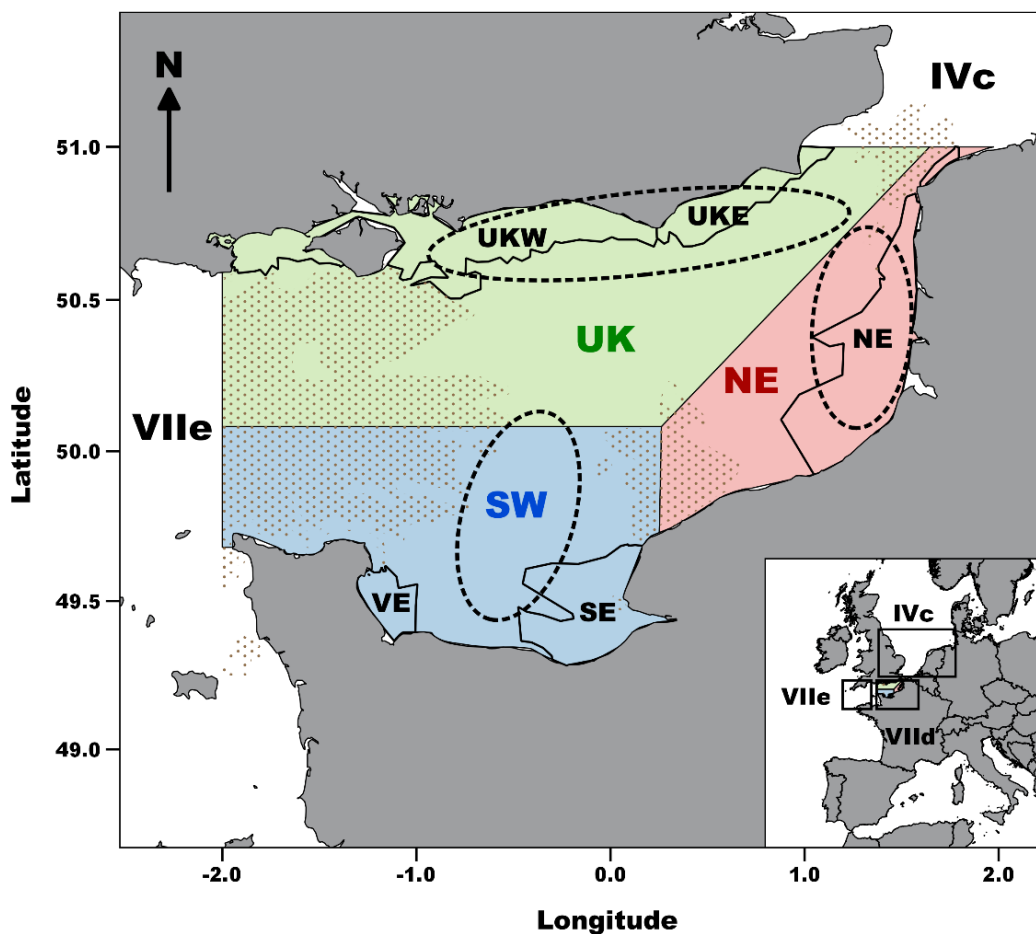 N
IVc
51.0
UKW
UKE
50.5
UK
NE
NE
VIIe
50.0
Latitude
SW
49.5
VE
SE
IVc
VIIe
VIId
49.0
-2.0
-1.0
0.0
1.0
2.0
Longitude